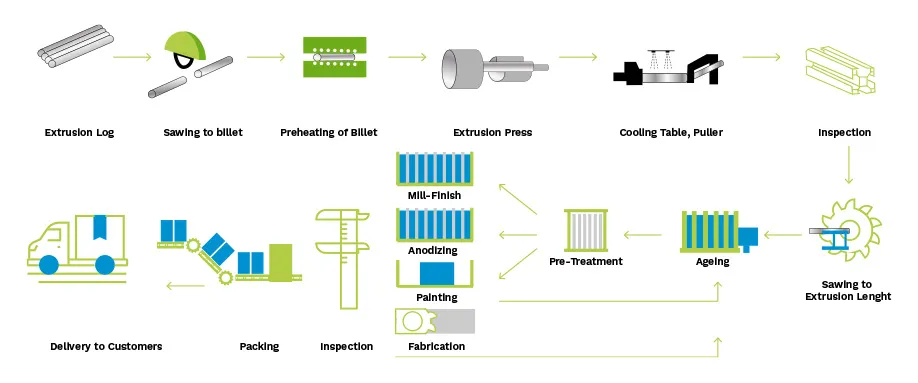 Extrusion Log
Sawing to billet
Preheating of Billet
Extrusion Press
Cooling Table, Puller
Inspection
Mill-Finish
Anodizing
Painting
Fabrication
Pre-Treatment
Ageing
Sawing to
Extrusion Lenght
Delivery to Customers
Packing
Inspection